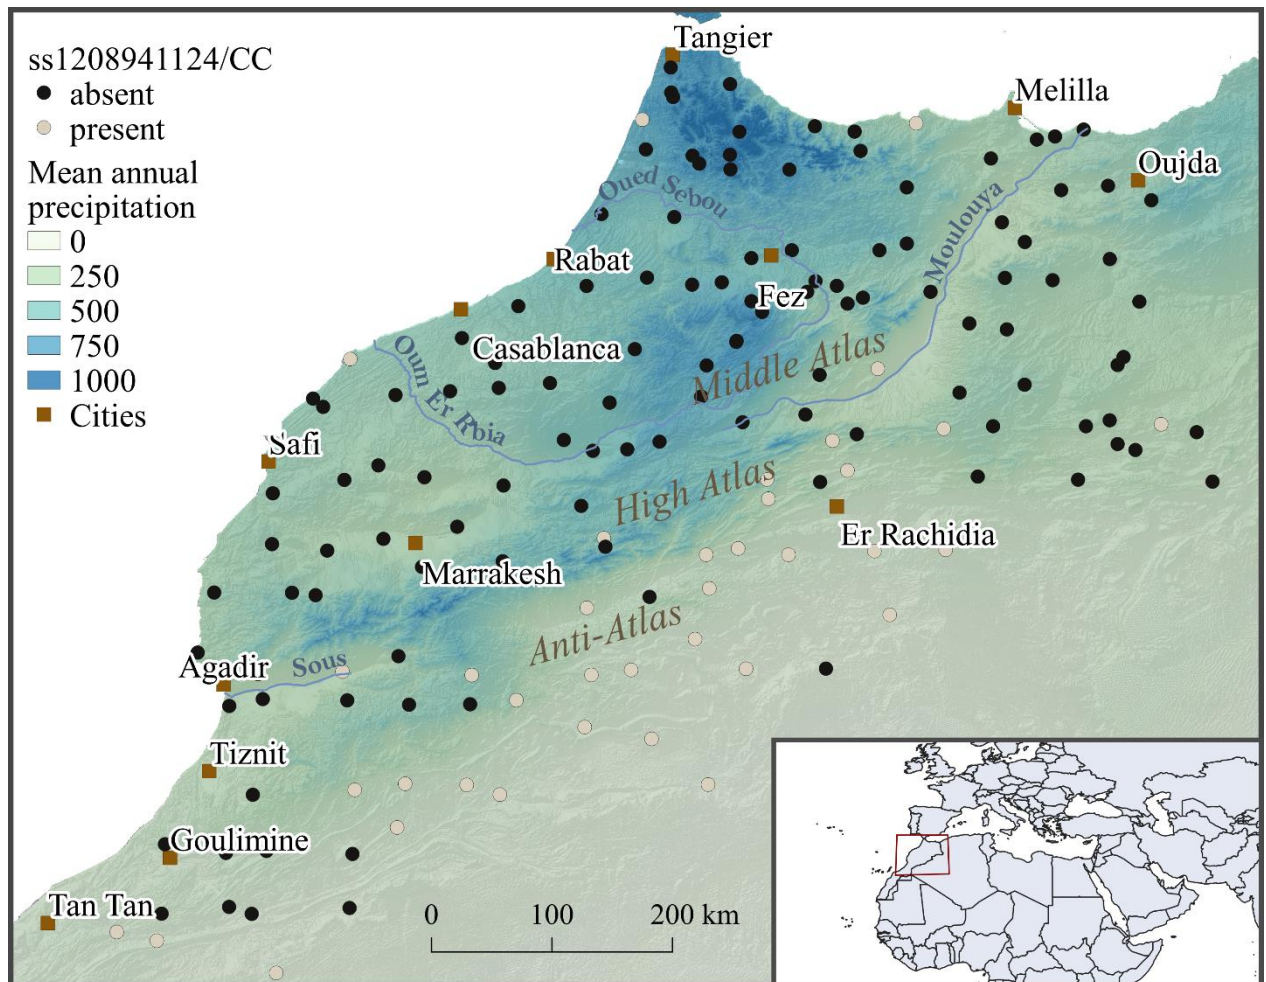 ss1208941124/CC
absent
present
Mean annual
precipitation
0
250
500
750
1000
Cities
Tangier
Melilla
Oujda
Oued Sebou
Moulouya
Rabat
Fez
Casablanca
Oum Er Rbia
Middle Atlas
Safi
High Atlas
Er Rachidia
Marrakesh
Anti-Atlas
Agadir
Sous
Tiznit
Goulimine
Tan Tan
0 100 200 km